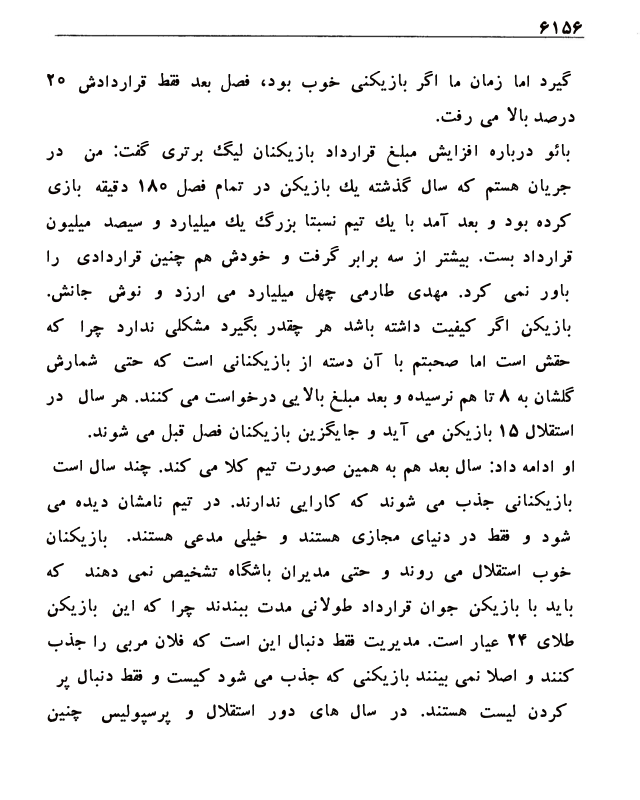 ۶۱۵۶
گیرد اما زمان ما اگر بازیکنی خوب بود، فصل بعد فقط قراردادش ۲۰
درصد بالا می رفت.
بائو درباره افزایش مبلغ قرارداد بازیکنان لیگ برتری گفت: من در
جریان هستم که سال گذشته یك بازیکن در تمام فصل ۱۸۰ دقیقه بازی
کرده بود و بعد آمد با یك تیم نسبتا بزرگ یك میلیارد و سیصد میلیون
قرارداد بست. بیشتر از سه برابر گرفت و خودش هم چنین قراردادی را
باور نمی کرد. مهدی طارمی چهل میلیارد می ارزد و نوش جانش.
بازیکن اگر کیفیت داشته باشد هر چقدر بگیرد مشکلی ندارد چرا که
حقش است اما صحبتم با آن دسته از بازیکنانی است که حتی شمارش
گلشان به ۸ تا هم نرسیده و بعد مبلغ بالایی درخواست می کنند. هر سال در
استقلال ۱۵ بازیکن می آید و جایگزین بازیکنان فصل قبل می شوند.
او ادامه داد: سال بعد هم به همین صورت تیم کلا می کند. چند سال است
بازیکنانی جذب می شوند که کارایی ندارند. در تیم نامشان دیده می
شود و فقط در دنیای مجازی هستند و خیلی مدعی هستند. بازیکنان
خوب استقلال می روند و حتی مدیران باشگاه تشخیص نمی دهند که
باید با بازیکن جوان قرارداد طولانی مدت ببندند چرا که این بازیکن
طلای ۲۴ عیار است. مدیریت فقط دنبال این است که فلان مربی را جذب
کنند و اصلا نمی بینند بازیکنی که جذب می شود کیست و فقط دنبال پر
کردن لیست هستند. در سال های دور استقلال و پرسپولیس چنین